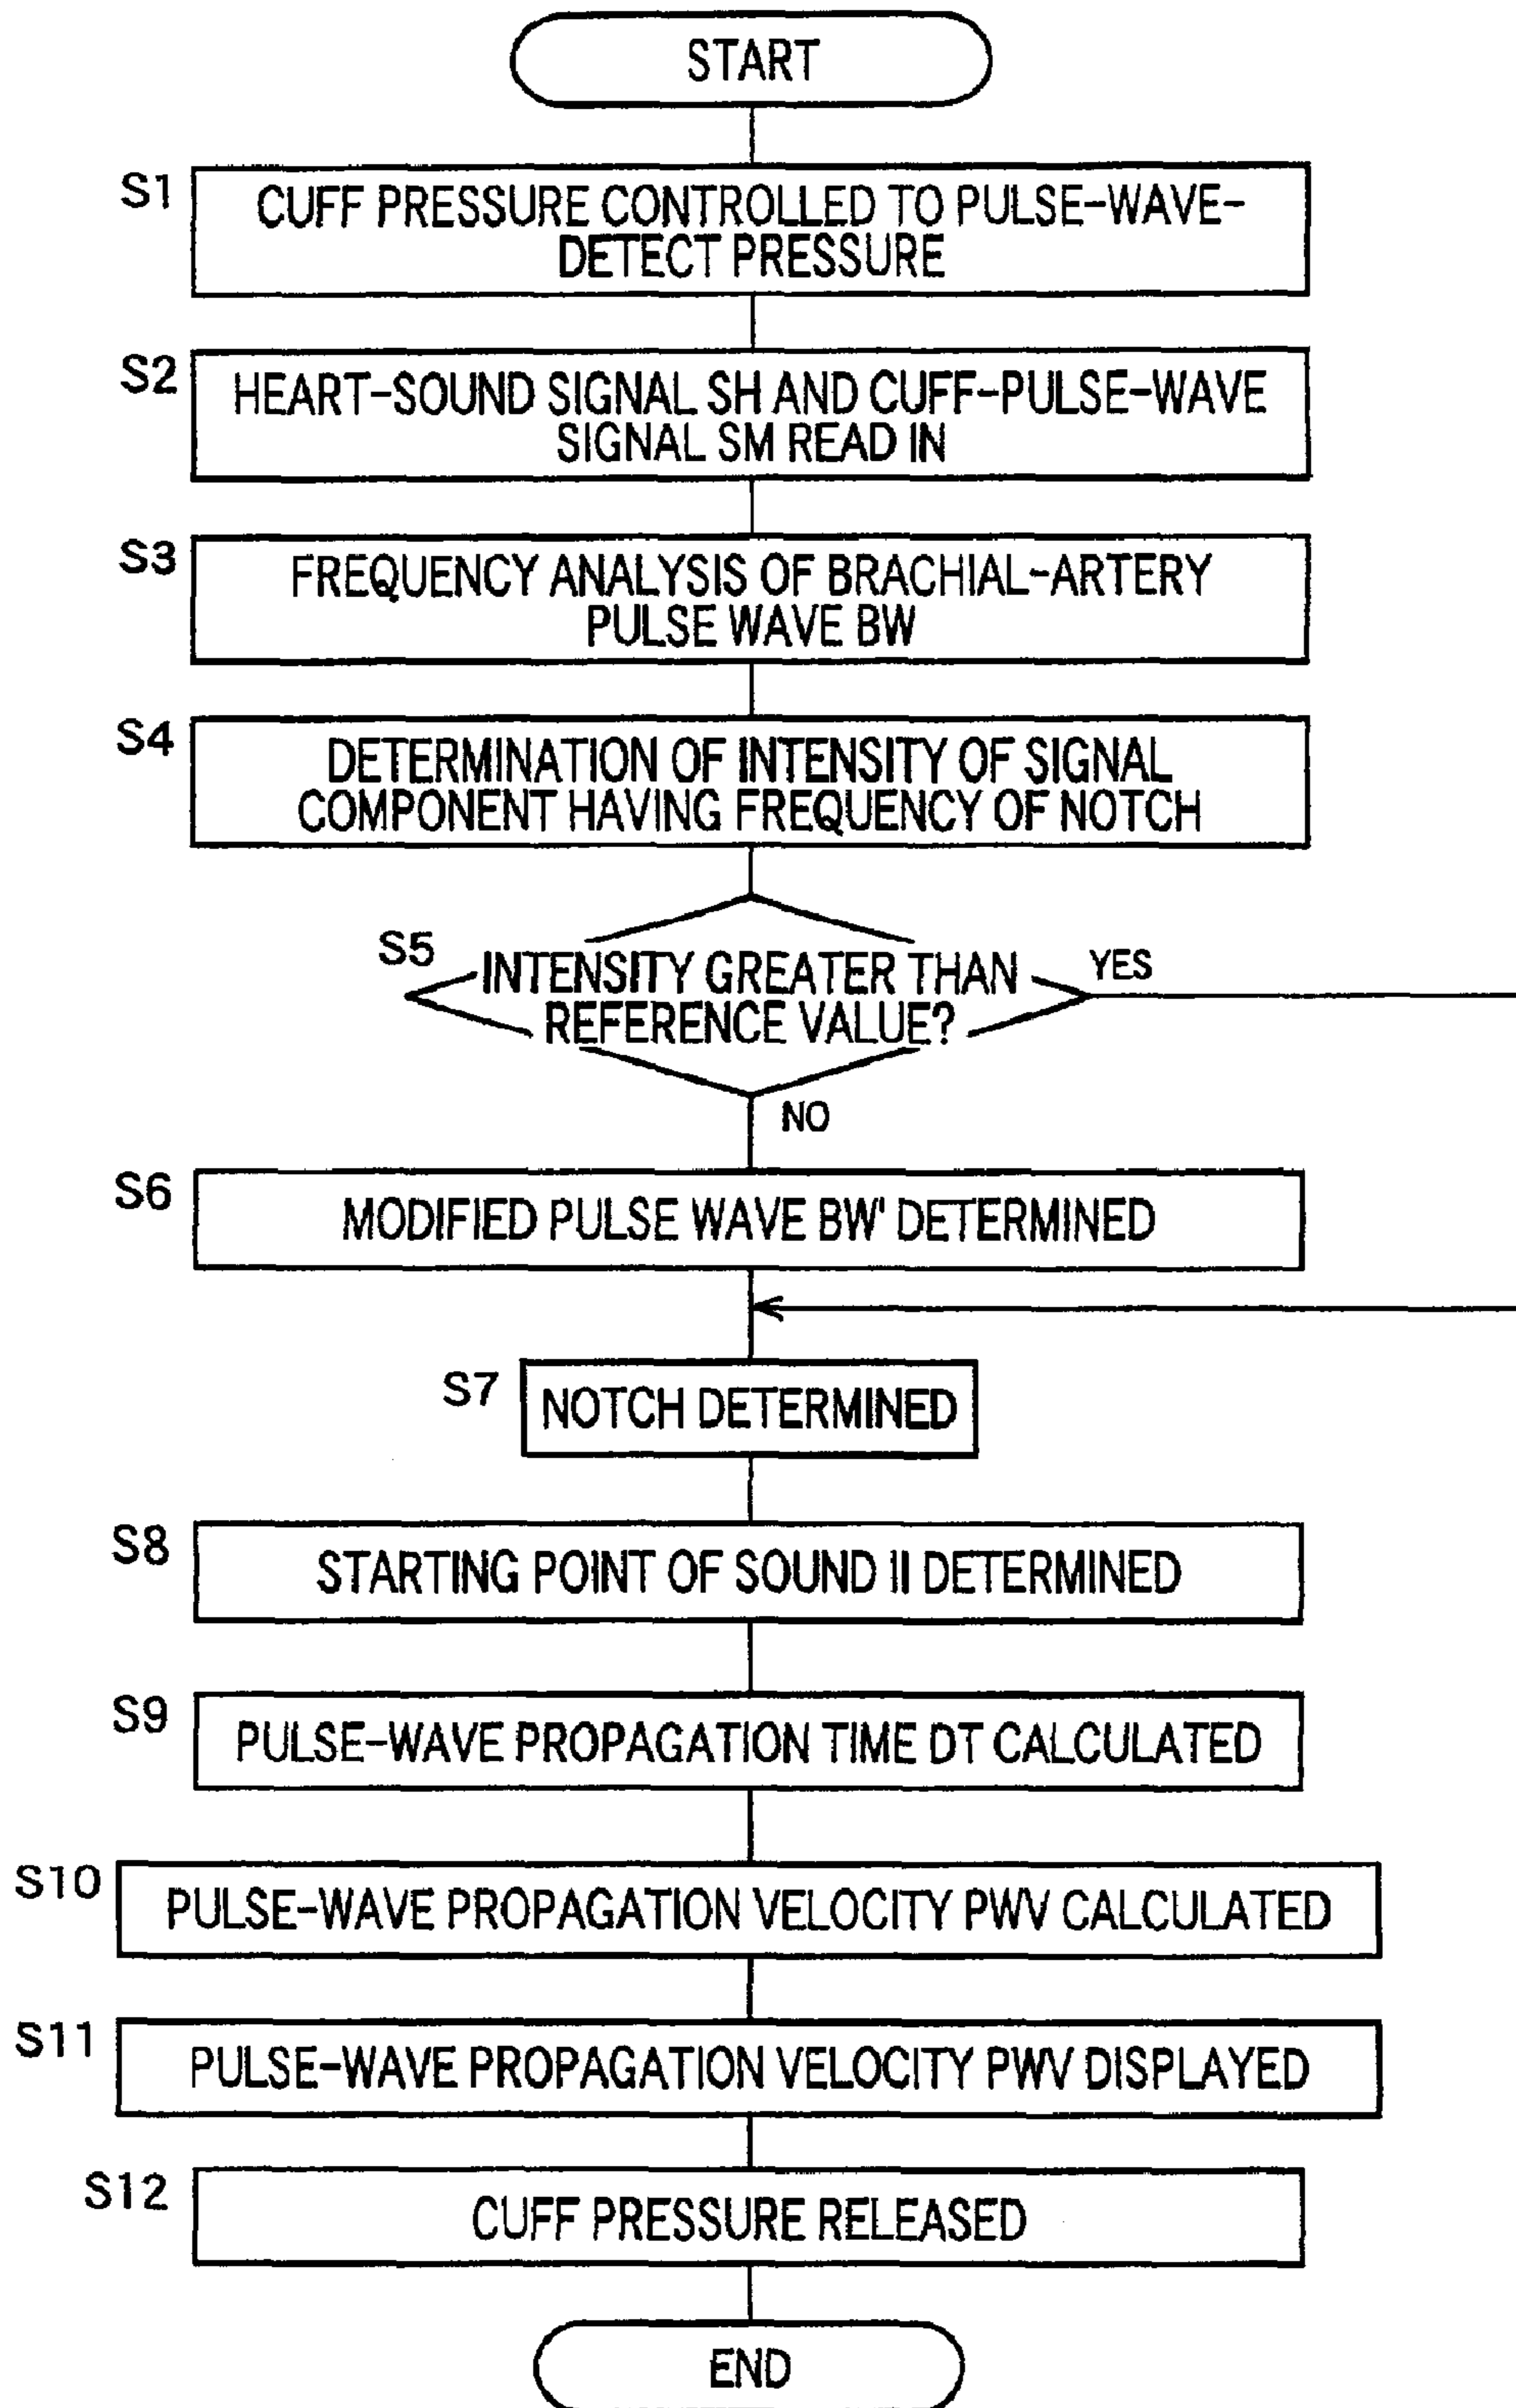 START
S1
CUFF PRESSURE CONTROLLED TO PULSE-WAVE-
DETECT PRESSURE
S2
HEART-SOUND SIGNAL SH AND CUFF-PULSE-WAVE
SIGNAL SM READ IN
S3
FREQUENCY ANALYSIS OF BRACHIAL-ARTERY
PULSE WAVE BW
S4
DETERMINATION OF INTENSITY OF SIGNAL
COMPONENT HAVING FREQUENCY OF NOTCH
S5
INTENSITY GREATER THAN
REFERENCE VALUE?
YES
NO
S6
MODIFIED PULSE WAVE BW' DETERMINED
S7
NOTCH DETERMINED
S8
STARTING POINT OF SOUND II DETERMINED
S9
PULSE-WAVE PROPAGATION TIME DT CALCULATED
S10
PULSE-WAVE PROPAGATION VELOCITY PWV CALCULATED
S11
PULSE-WAVE PROPAGATION VELOCITY PWV DISPLAYED
S12
CUFF PRESSURE RELEASED
END